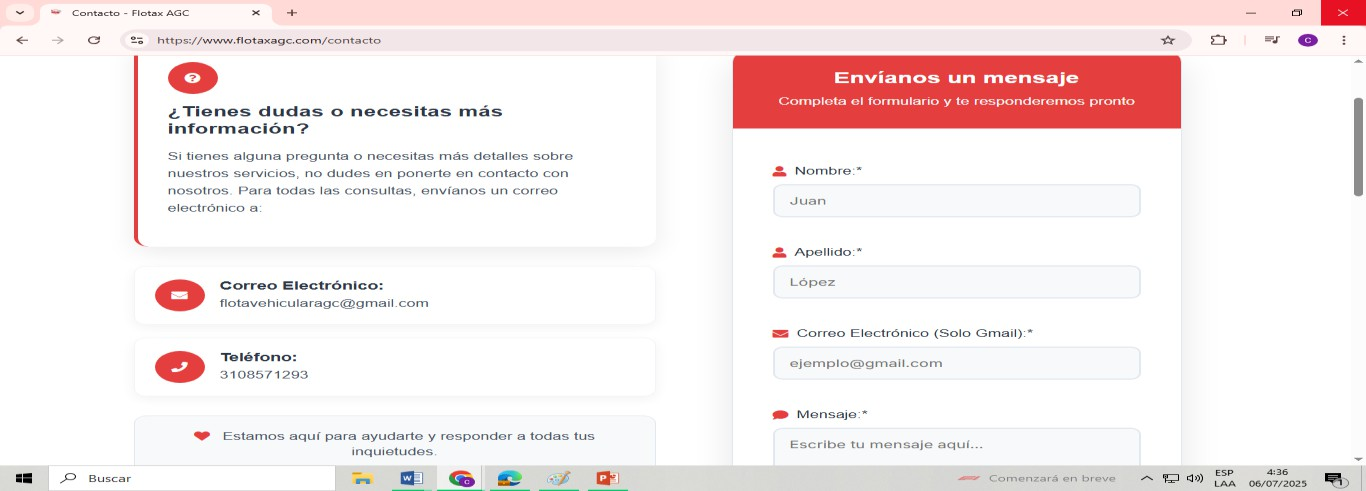 Contacto - Flotax AGC
https://www.flotaxagc.com/contacto
C
¿Tienes dudas o necesitas más
información?
Si tienes alguna pregunta o necesitas más detalles sobre
nuestros servicios, no dudes en ponerte en contacto con
nosotros. Para todas las consultas, envíanos un correo
electrónico a:
Correo Electrónico:
flotavehicularagc@gmail.com
Teléfono:
3108571293
Estamos aquí para ayudarte y responder a todas tus
inquietudes.
Envíanos un mensaje
Completa el formulario y te responderemos pronto
Nombre:*
Juan
Apellido:*
López
Correo Electrónico (Solo Gmail):*
ejemplo@gmail.com
Mensaje:*
Escribe tu mensaje aquí...
Buscar
Comenzará en breve
ESP
LAA
4:36
06/07/2025